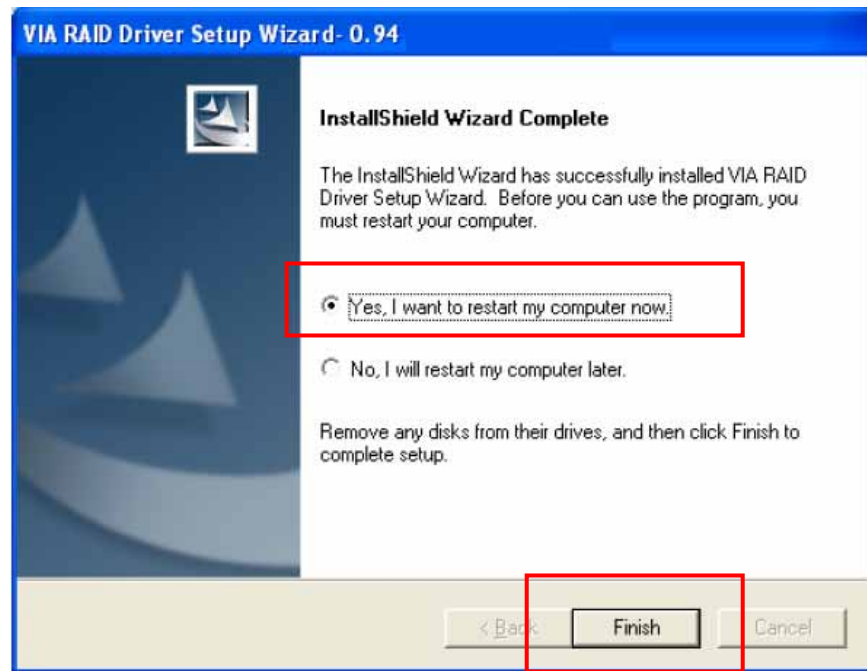 VIA RAID Driver Setup Wizard- 0.94
InstallShield Wizard Complete
The InstallShield Wizard has successfully installed VIA RAID
Driver Setup Wizard.  Before you can use the program, you
must restart your computer.
Yes, I want to restart my computer now.
No, I will restart my computer later.
Remove any disks from their drives, and then click Finish to
complete setup.
< Back
Finish
Cancel